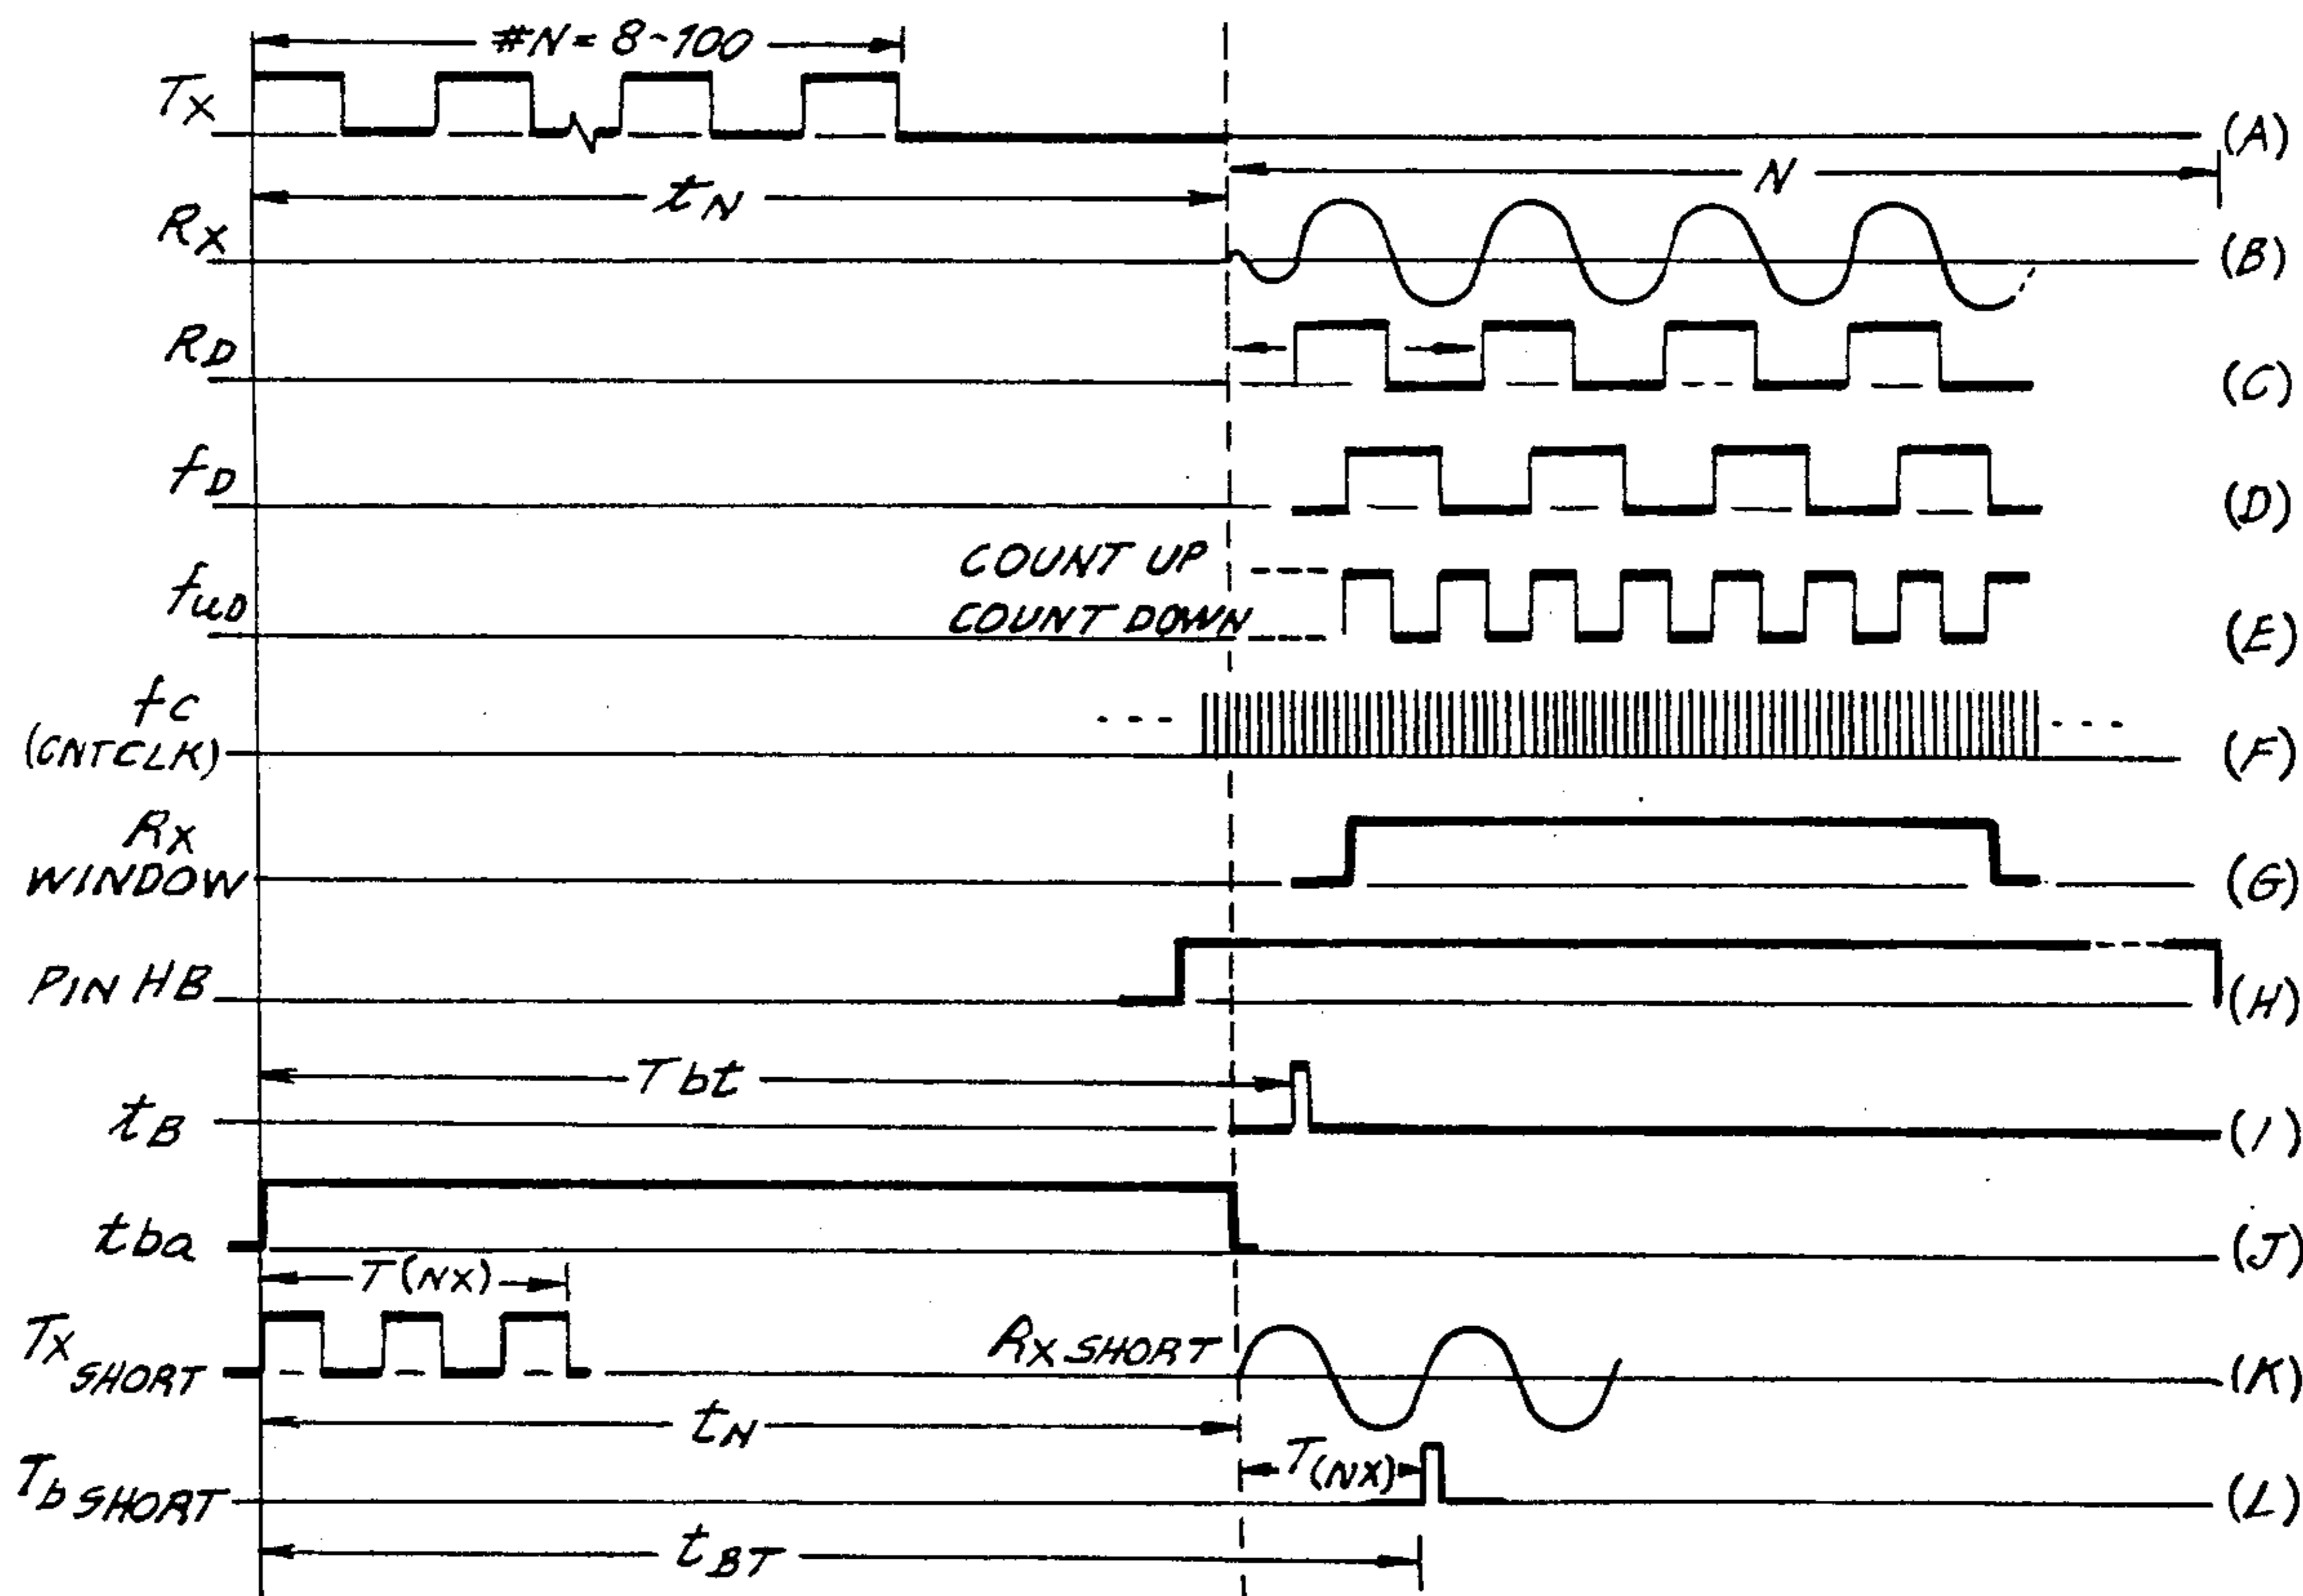 #N = 8-100
TX
(A)
tN
N
RX
(B)
RD
(C)
fD
(D)
COUNT UP
fuD
COUNT DOWN
(E)
fC
(CNTCLK)
(F)
RX
WINDOW
(G)
PIN HB
(H)
Tbt
tB
(I)
tba
(J)
T(NX)
TX SHORT
RX SHORT
(K)
tN
T(NX)
Tb SHORT
(L)
tBT